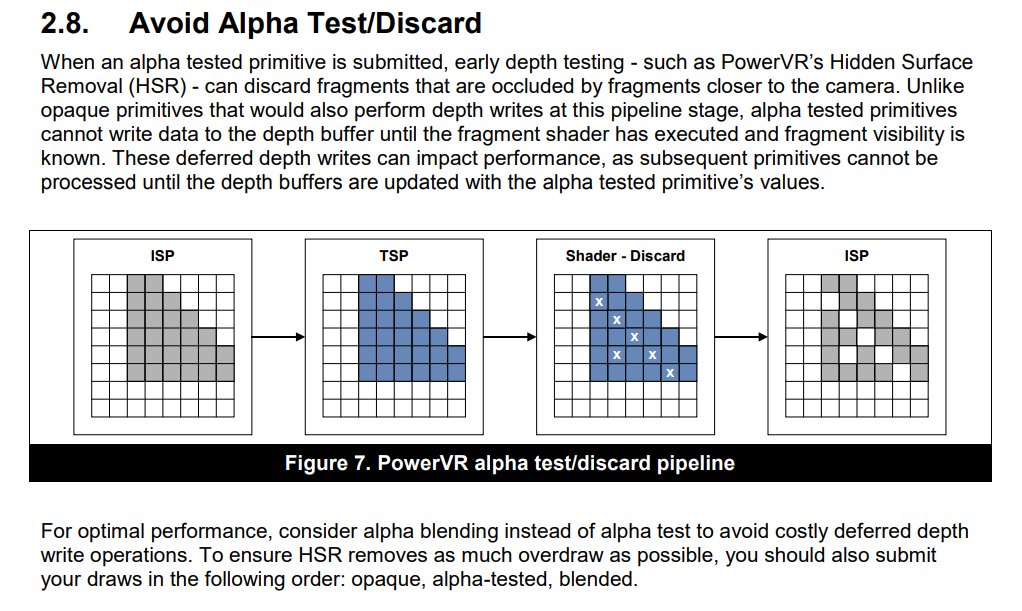 2.8. Avoid Alpha Test/Discard
When an alpha tested primitive is submitted, early depth testing - such as PowerVR's Hidden Surface
Removal (HSR) - can discard fragments that are occluded by fragments closer to the camera. Unlike
opaque primitives that would also perform depth writes at this pipeline stage, alpha tested primitives
cannot write data to the depth buffer until the fragment shader has executed and fragment visibility is
known. These deferred depth writes can impact performance, as subsequent primitives cannot be
processed until the depth buffers are updated with the alpha tested primitive's values.
ISP
TSP
Shader - Discard
ISP
x
x
x
x x
x
Figure 7. PowerVR alpha test/discard pipeline
For optimal performance, consider alpha blending instead of alpha test to avoid costly deferred depth
write operations. To ensure HSR removes as much overdraw as possible, you should also submit
your draws in the following order: opaque, alpha-tested, blended.